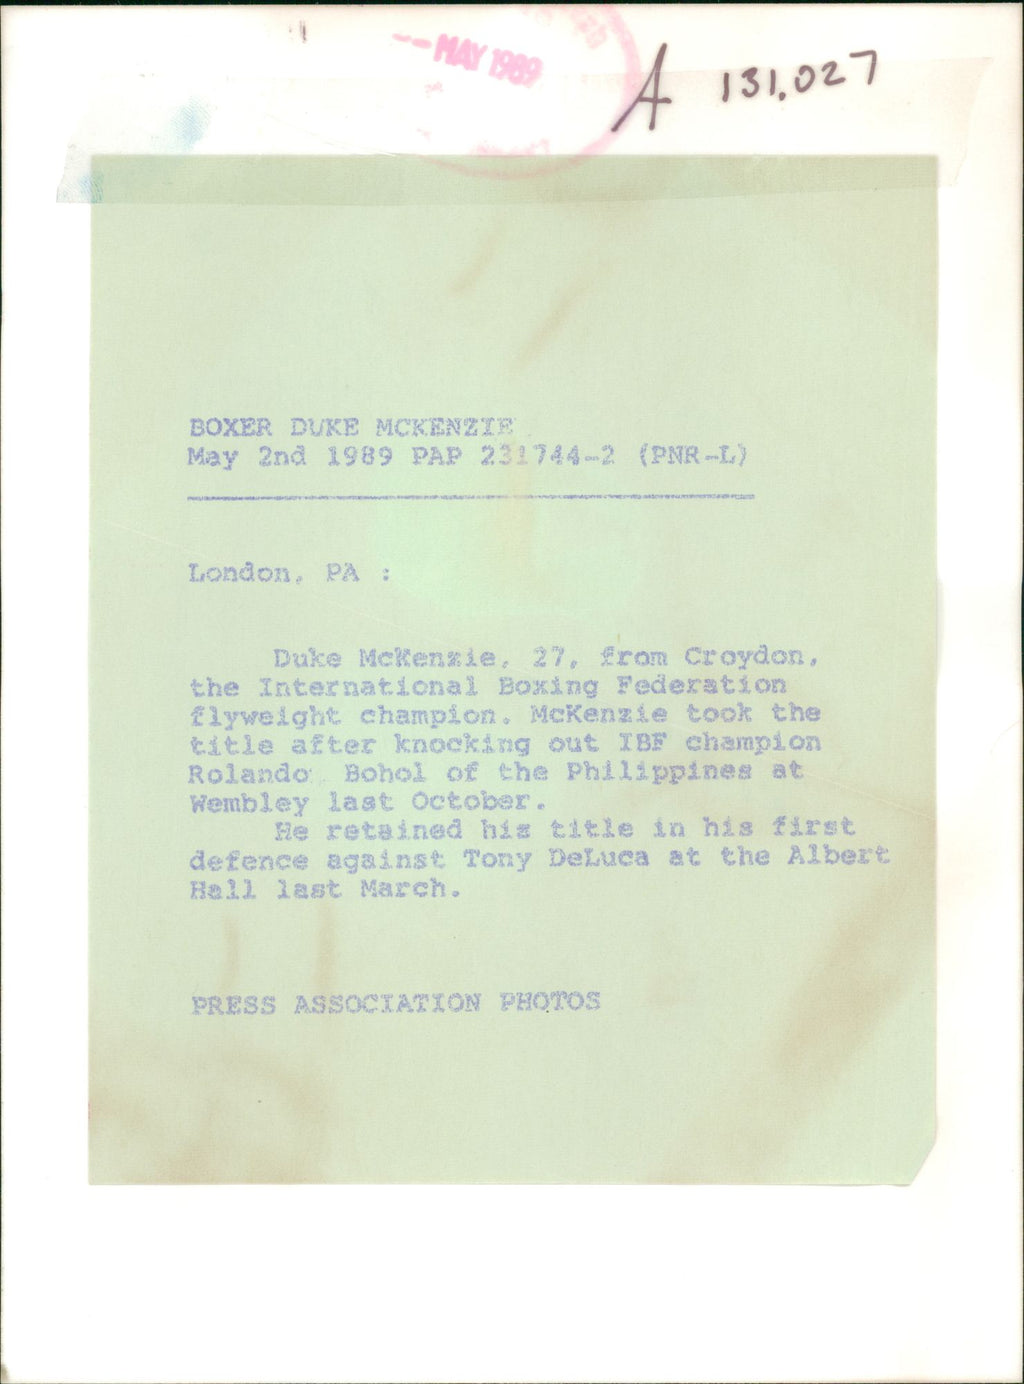 -- MAY 1989
A 131,027
BOXER DUKE MCKENZIE
May 2nd 1989 PAP 231744-2 (PNR-L)
London, PA :
Duke McKenzie, 27, from Croydon,
the International Boxing Federation
flyweight champion. McKenzie took the
title after knocking out IBF champion
Rolando Bohol of the Philippines at
Wembley last October.
He retained his title in his first
defence against Tony DeLuca at the Albert
Hall last March.
PRESS ASSOCIATION PHOTOS